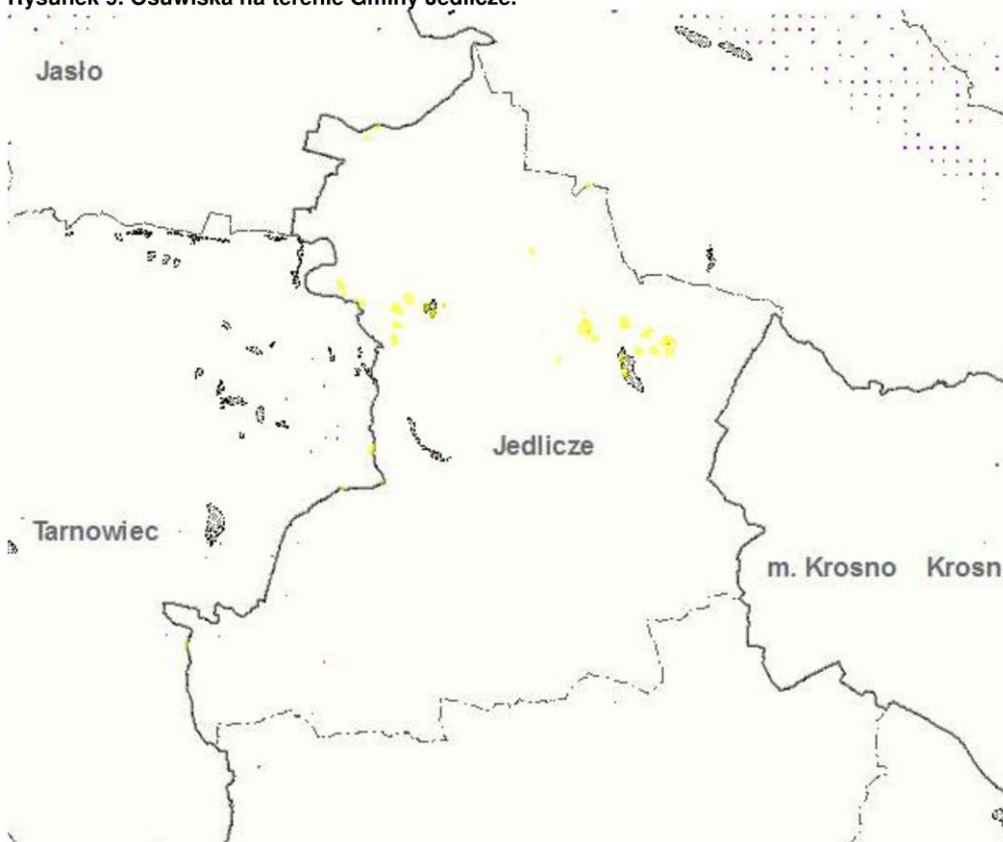 Rysunek 5. Osuwiska na terenie Gminy Jedlicze.
Jasło
Jedlicze
Tarnowiec
m. Krosno Krosn